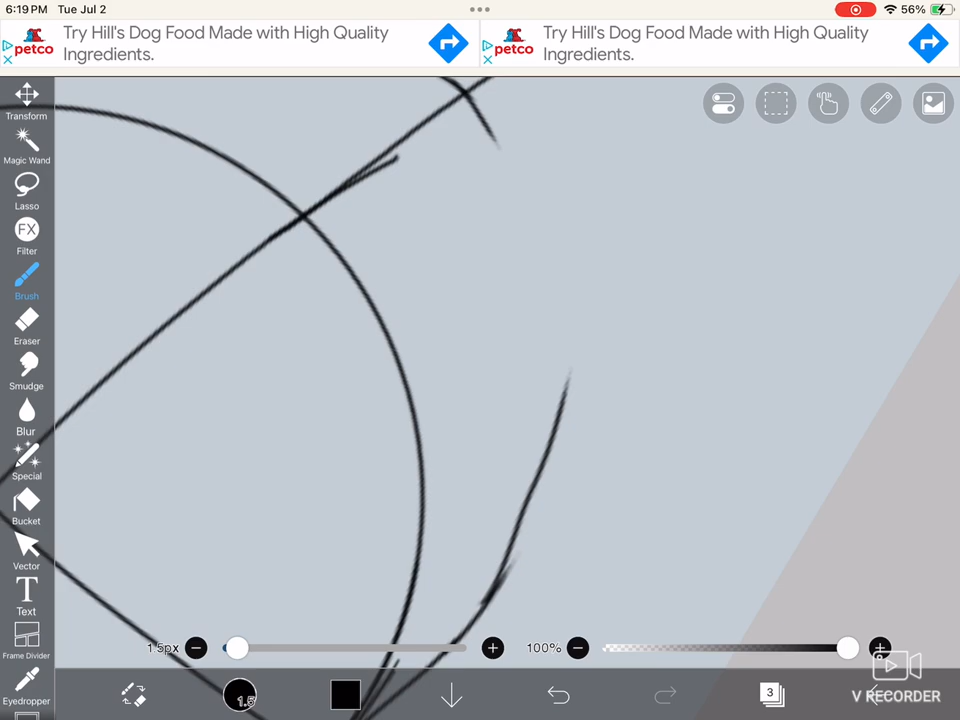 6:19 PM Tue Jul 2
56%
petco
Try Hill's Dog Food Made with High Quality
Ingredients.
petco
Try Hill's Dog Food Made with High Quality
Ingredients.
Transform
Magic Wand
Lasso
FX
Filter
Brush
Eraser
Smudge
Blur
Special
Bucket
Vector
T
Text
Frame Divider
Eyedropper
1.5px
100%
1.5
3
V RECORDER